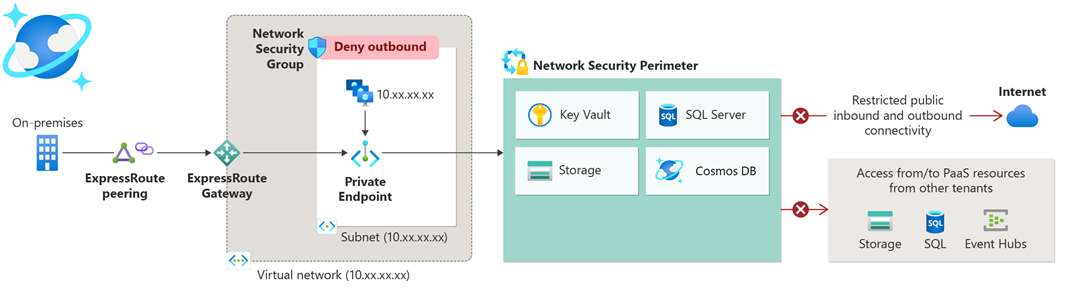 On-premises
ExpressRoute
peering
ExpressRoute
Gateway
Network
Security
Group
Deny outbound
10.xx.xx.xx
Private
Endpoint
Subnet (10.xx.xx.xx)
Virtual network (10.xx.xx.xx)
Network Security Perimeter
Key Vault
SQL
SQL Server
Storage
Cosmos DB
Restricted public
inbound and outbound
connectivity
Internet
Access from/to PaaS resources
from other tenants
Storage
SQL
SQL
Event Hubs